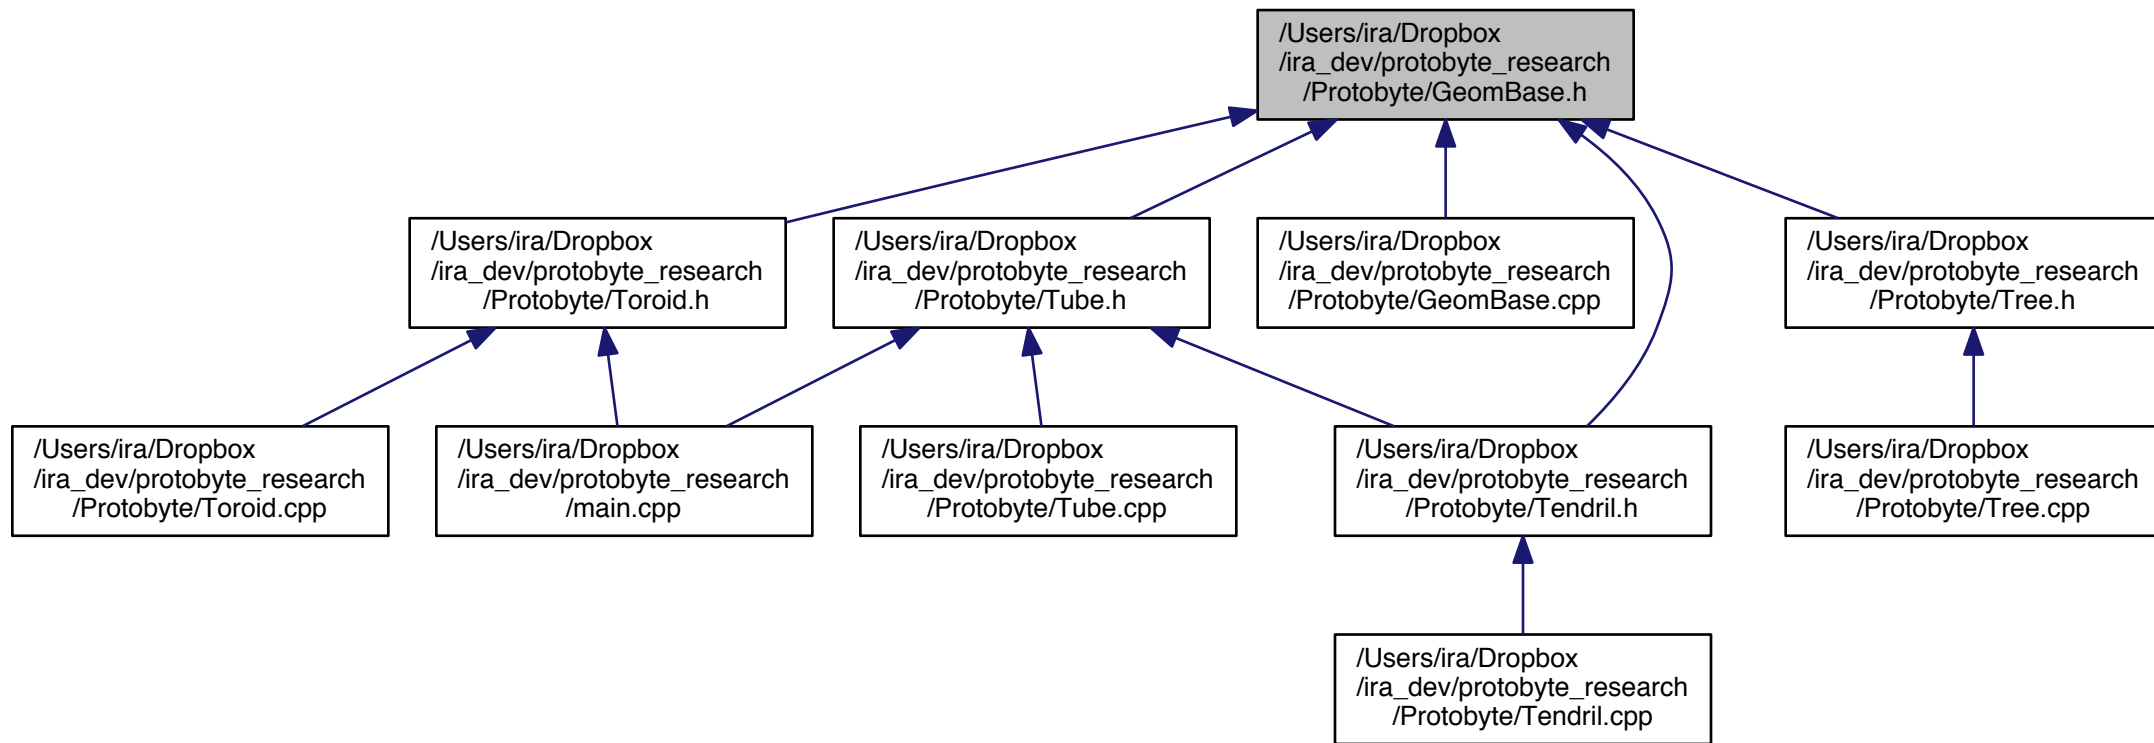 /Users/ira/Dropbox
/ira_dev/protobyte_research
/Protobyte/GeomBase.h
/Users/ira/Dropbox
/ira_dev/protobyte_research
/Protobyte/Toroid.h
/Users/ira/Dropbox
/ira_dev/protobyte_research
/Protobyte/Tube.h
/Users/ira/Dropbox
/ira_dev/protobyte_research
/Protobyte/GeomBase.cpp
/Users/ira/Dropbox
/ira_dev/protobyte_research
/Protobyte/Tree.h
/Users/ira/Dropbox
/ira_dev/protobyte_research
/Protobyte/Toroid.cpp
/Users/ira/Dropbox
/ira_dev/protobyte_research
/main.cpp
/Users/ira/Dropbox
/ira_dev/protobyte_research
/Protobyte/Tube.cpp
/Users/ira/Dropbox
/ira_dev/protobyte_research
/Protobyte/Tendril.h
/Users/ira/Dropbox
/ira_dev/protobyte_research
/Protobyte/Tree.cpp
/Users/ira/Dropbox
/ira_dev/protobyte_research
/Protobyte/Tendril.cpp